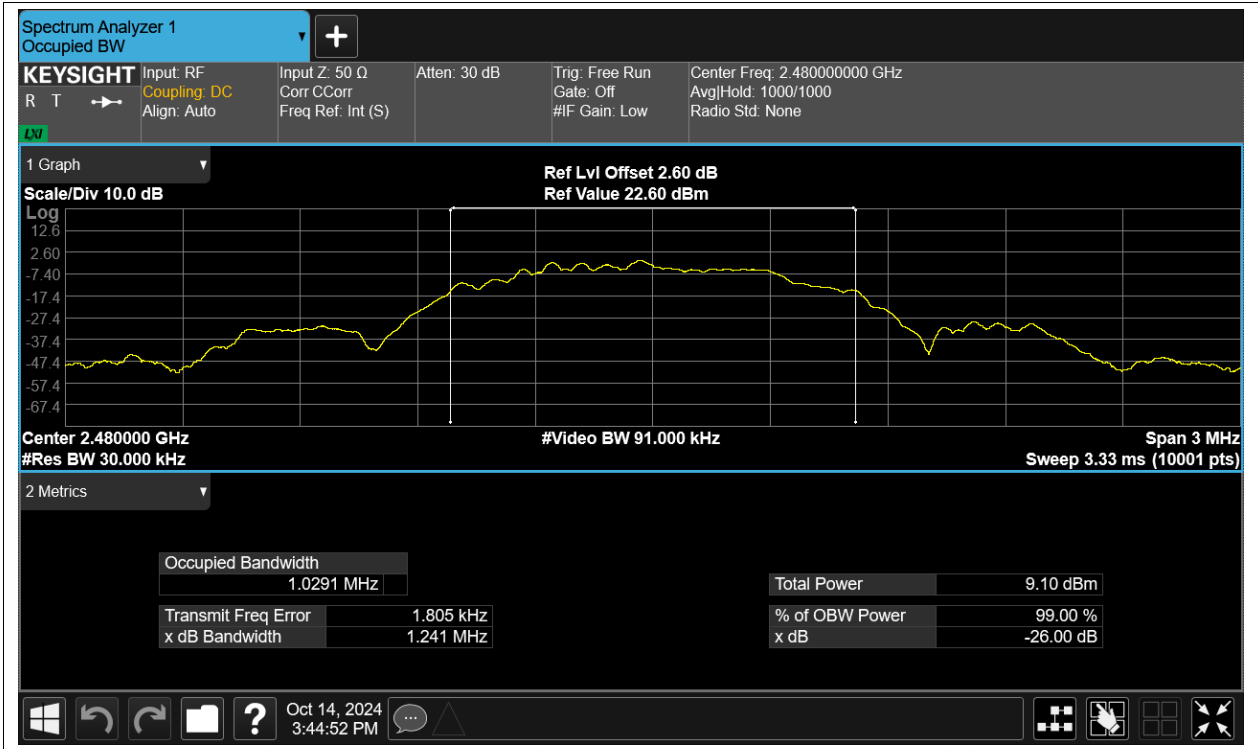 Spectrum Analyzer 1
Occupied BW
KEYSIGHT
R T
LXI
Input: RF
Coupling: DC
Align: Auto
Input Z: 50 Ω
Corr CCorr
Freq Ref: Int (S)
Atten: 30 dB
Trig: Free Run
Gate: Off
#IF Gain: Low
Center Freq: 2.480000000 GHz
Avg|Hold: 1000/1000
Radio Std: None
1 Graph
Scale/Div 10.0 dB
Ref Lvl Offset 2.60 dB
Ref Value 22.60 dBm
Log
12.6
2.60
-7.40
-17.4
-27.4
-37.4
-47.4
-57.4
-67.4
Center 2.480000 GHz
#Res BW 30.000 kHz
#Video BW 91.000 kHz
Span 3 MHz
Sweep 3.33 ms (10001 pts)
2 Metrics
Occupied Bandwidth
1.0291 MHz
Transmit Freq Error 1.805 kHz
x dB Bandwidth 1.241 MHz
Total Power 9.10 dBm
% of OBW Power 99.00 %
x dB -26.00 dB
?
Oct 14, 2024
3:44:52 PM